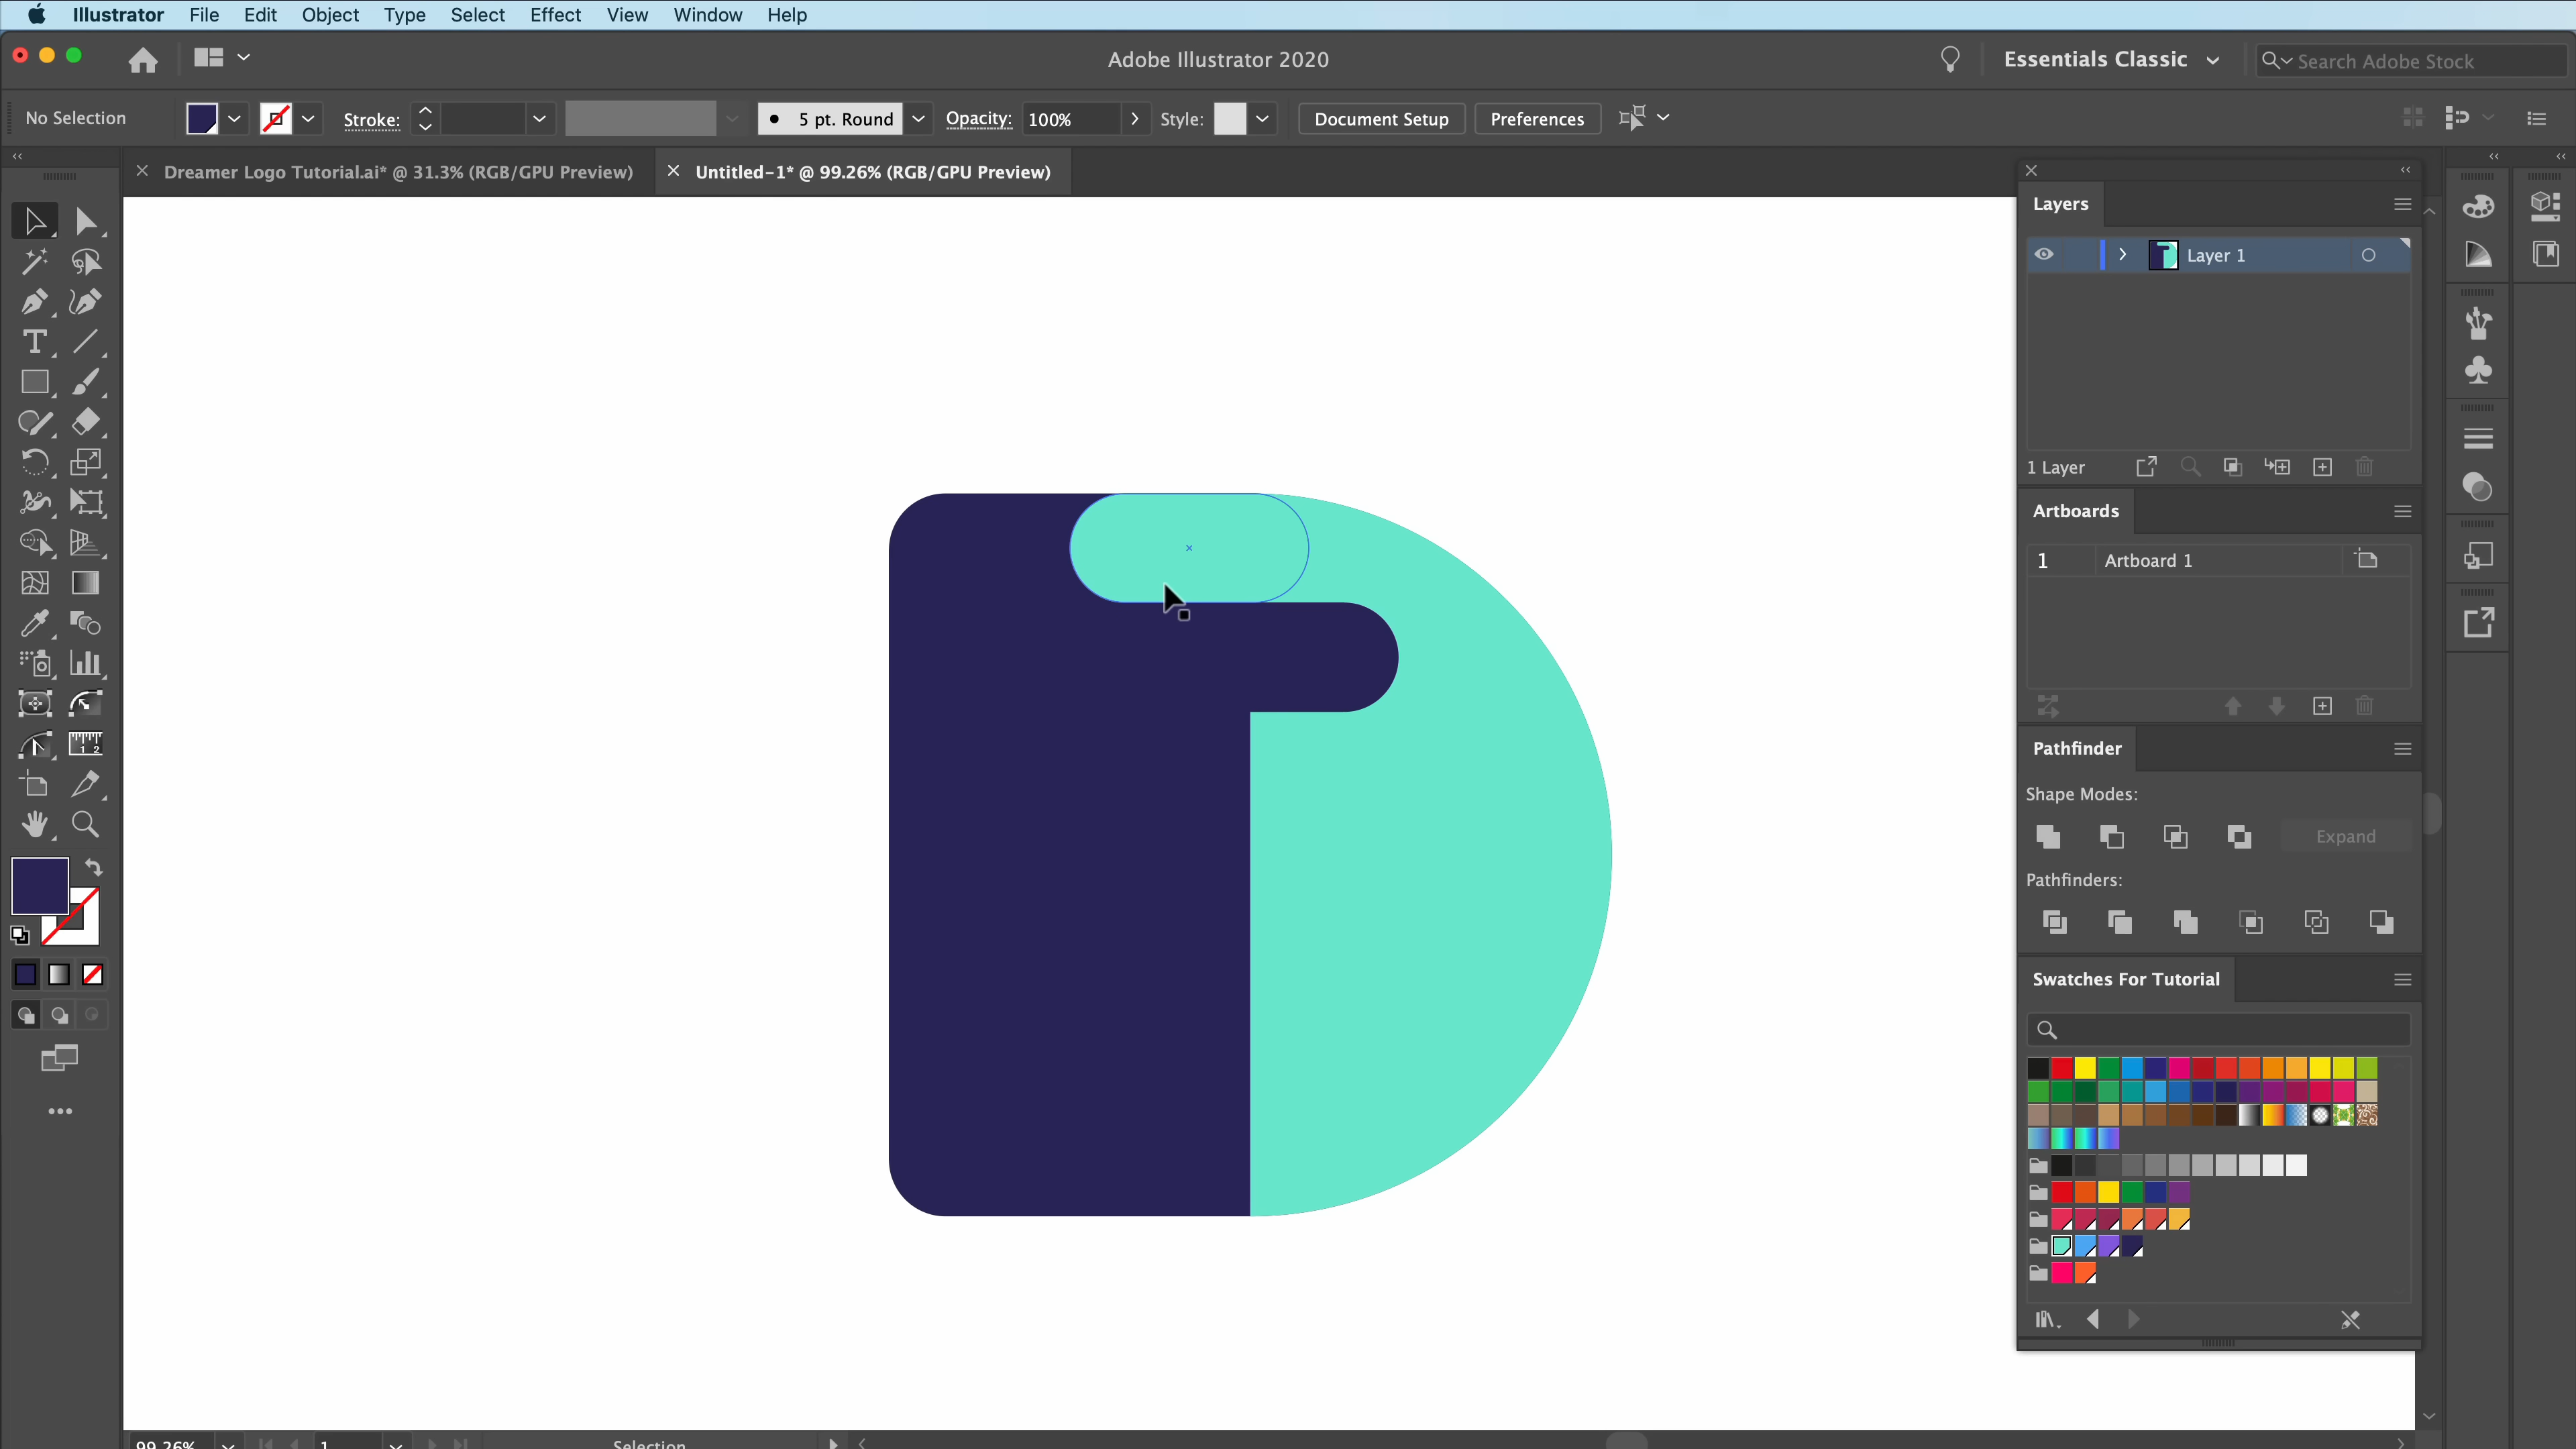 Illustrator File Edit Object Type Select Effect View Window Help
Adobe Illustrator 2020
Essentials Classic
Search Adobe Stock
No Selection
Stroke:
5 pt. Round
Opacity: 100%
Style:
Document Setup
Preferences
Dreamer Logo Tutorial.ai* @ 31.3% (RGB/GPU Preview)
Untitled-1* @ 99.26% (RGB/GPU Preview)
Layers
Layer 1
1 Layer
Artboards
1 Artboard 1
Pathfinder
Shape Modes:
Expand
Pathfinders:
Swatches For Tutorial
99.26%
1
Selection